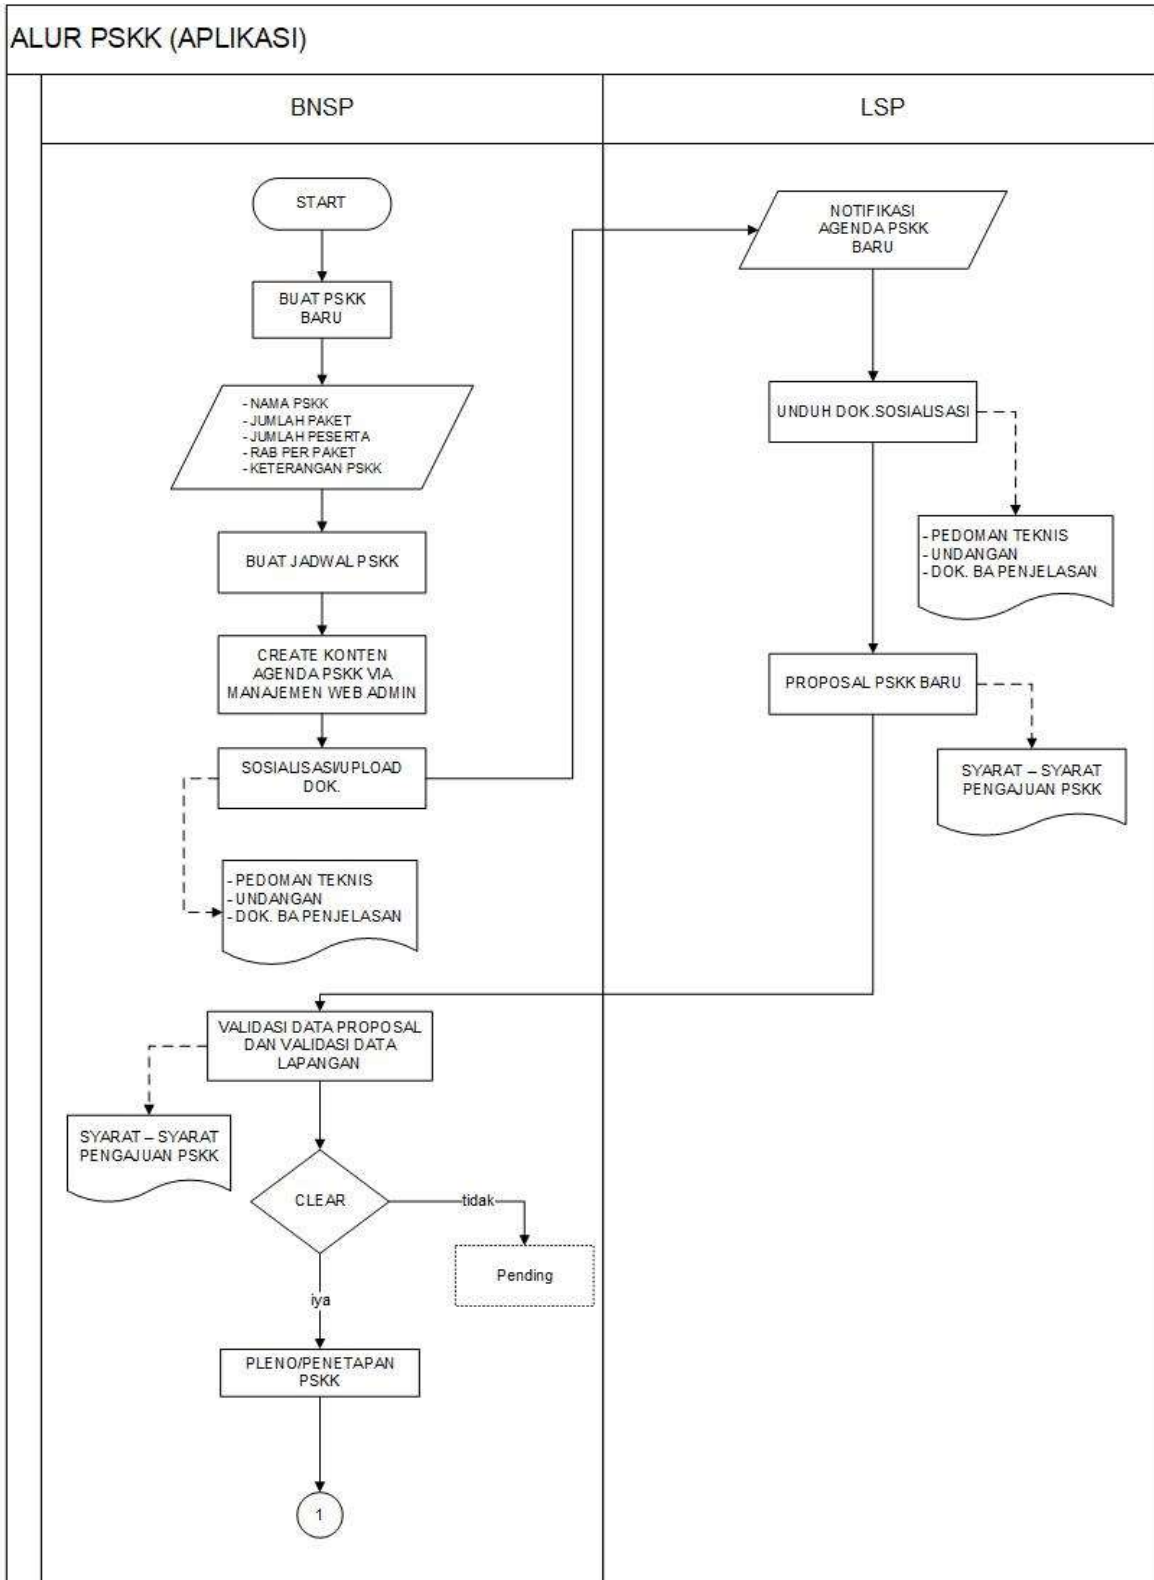 ALUR PSKK (APLIKASI)
BNSP
LSP
START
BUAT PSKK
BARU
- NAMA PSKK
- JUMLAH PAKET
- JUMLAH PESERTA
- RAB PER PAKET
- KETERANGAN PSKK
BUAT JADWAL PSKK
CREATE KONTEN
AGENDA PSKK VIA
MANAJEMEN WEB ADMIN
SOSIALISASI/UPLOAD
DOK.
- PEDOMAN TEKNIS
- UNDANGAN
- DOK. BA PENJELASAN
NOTIFIKASI
AGENDA PSKK
BARU
UNDUH DOK.SOSIALISASI
- PEDOMAN TEKNIS
- UNDANGAN
- DOK. BA PENJELASAN
PROPOSAL PSKK BARU
SYARAT – SYARAT
PENGAJUAN PSKK
VALIDASI DATA PROPOSAL
DAN VALIDASI DATA
LAPANGAN
SYARAT – SYARAT
PENGAJUAN PSKK
CLEAR
tidak
Pending
iya
PLENO/PENETAPAN
PSKK
1